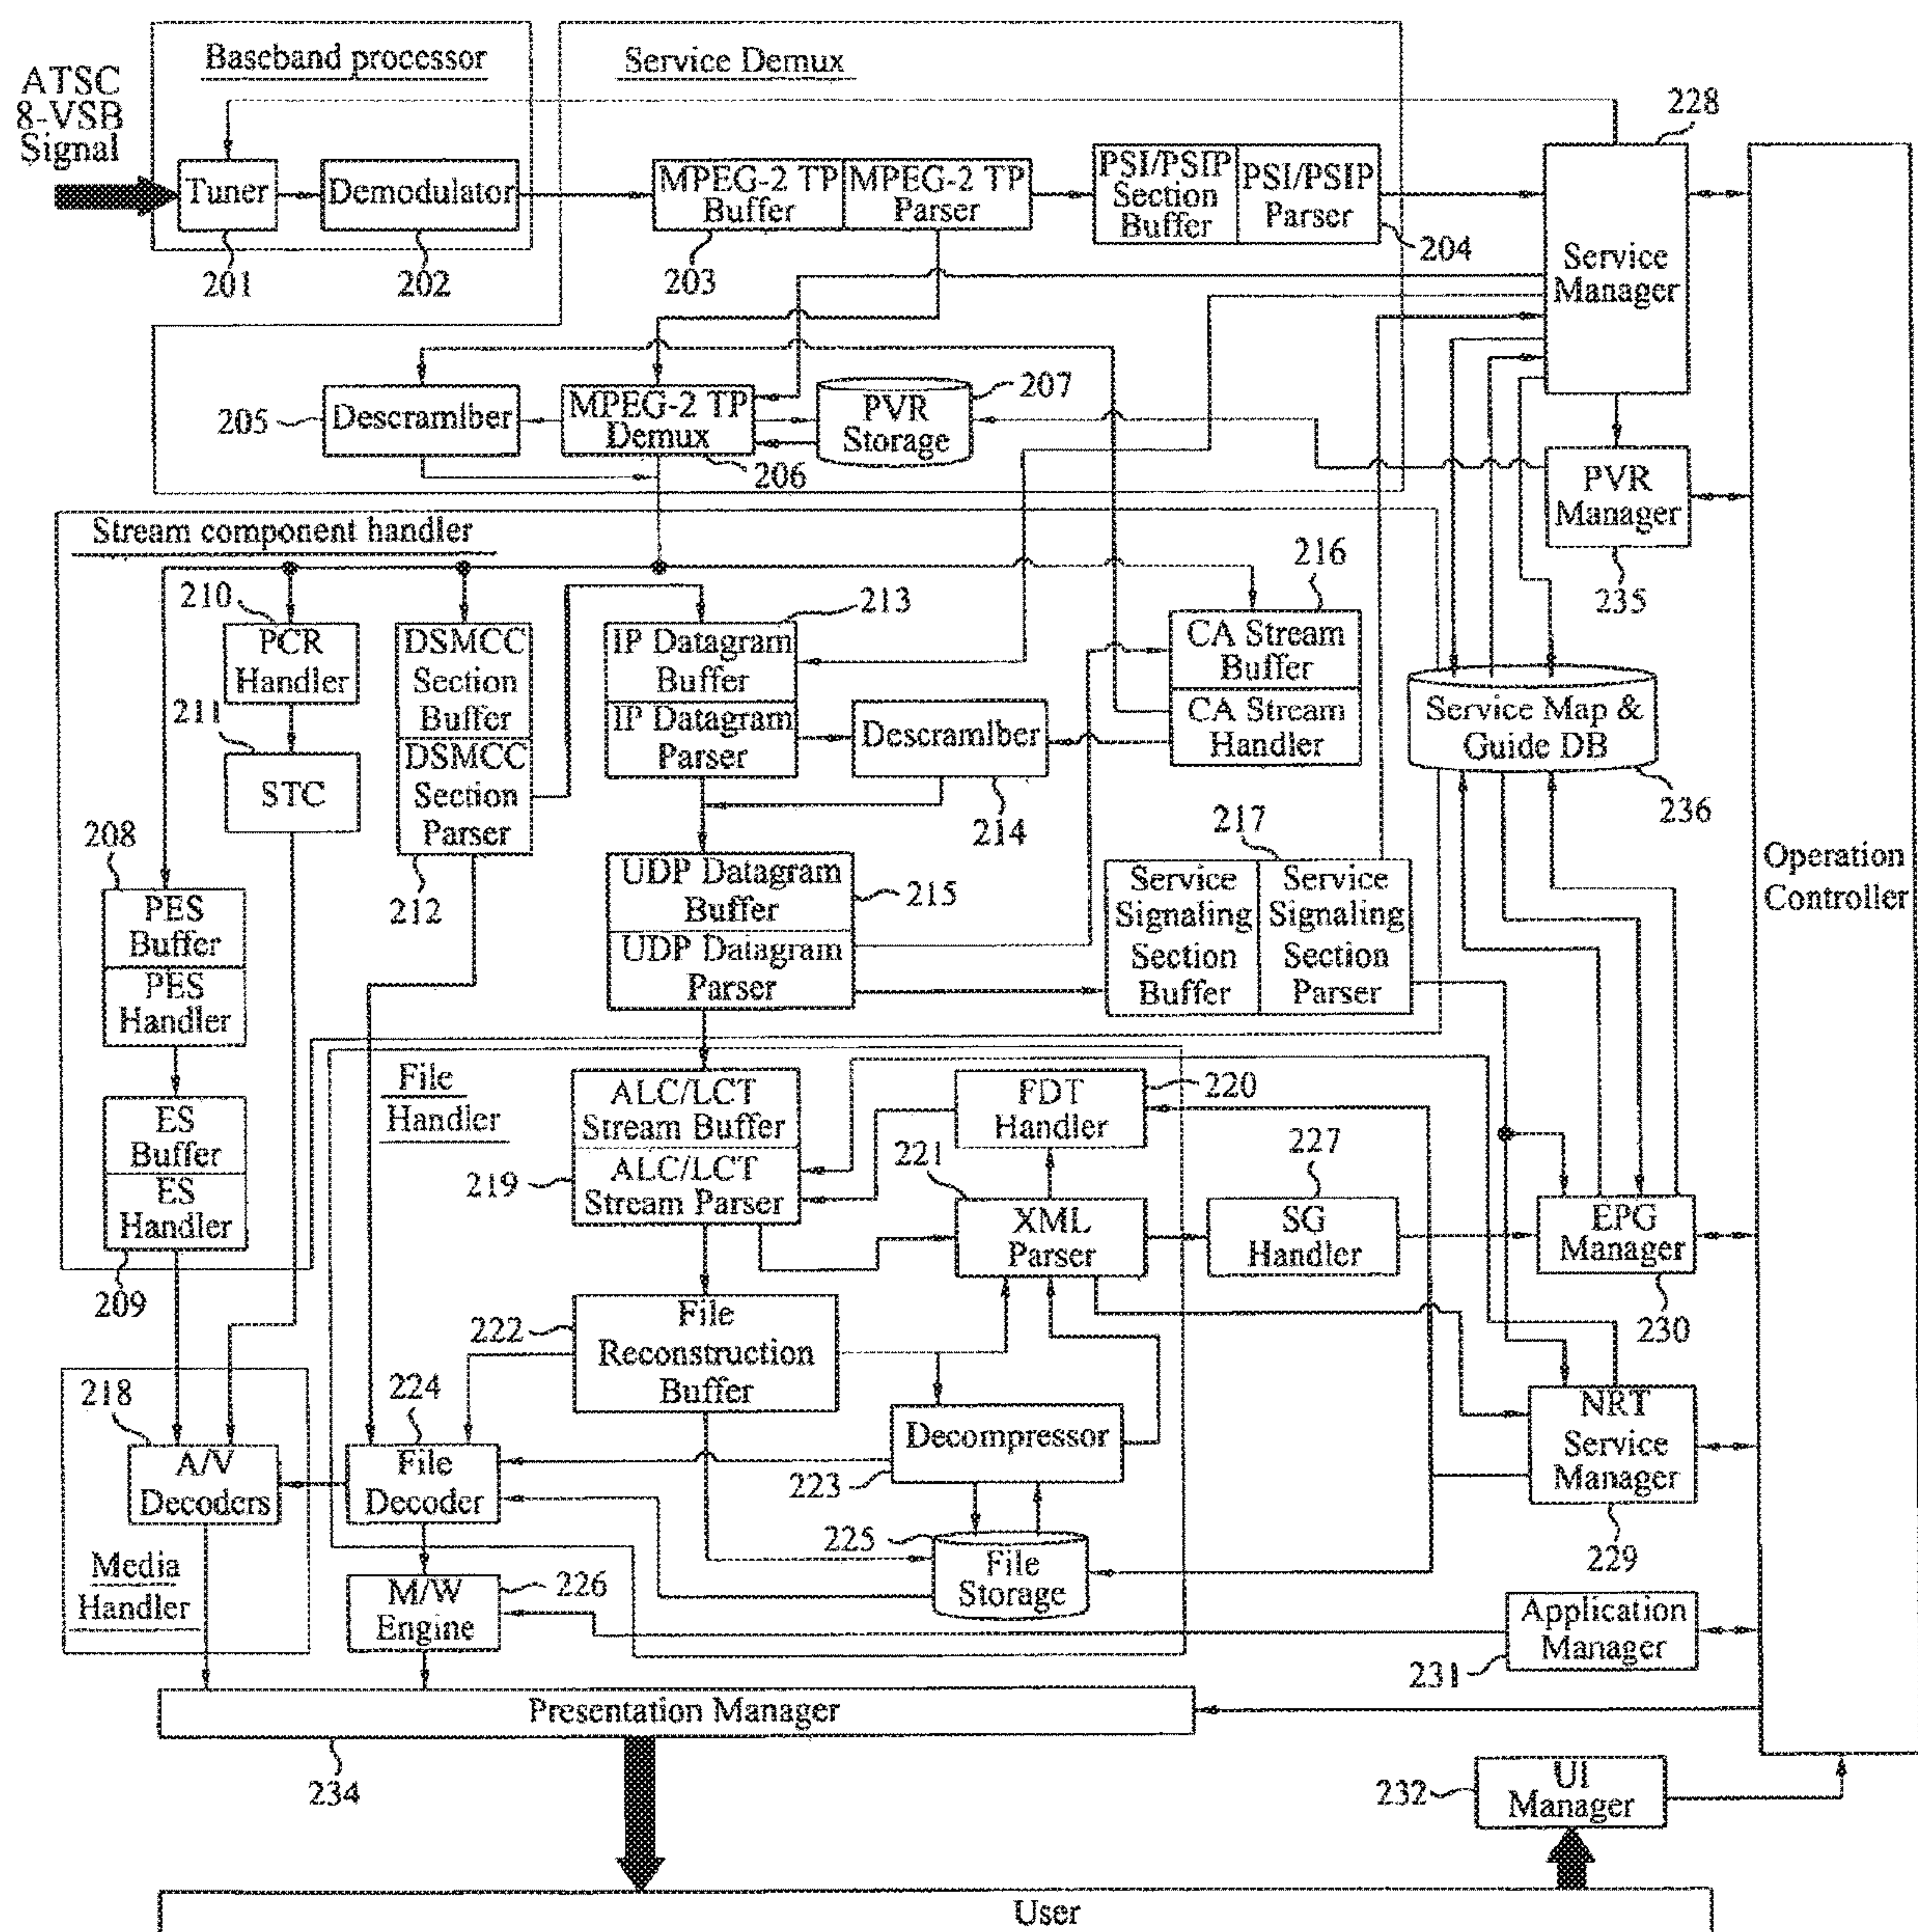 Baseband processor
Service Demux
ATSC
8-VSB
Signal
228
Tuner
Demodulator
MPEG-2 TP
Buffer
MPEG-2 TP
Parser
PSI/PSIP
Section
Buffer
PSI/PSIP
Parser
201
202
203
204
Service
Manager
205
Descramlber
MPEG-2 TP
Demux
206
PVR
Storage
207
PVR
Manager
235
Stream component handler
210
PCR
Handler
211
STC
DSMCC
Section
Buffer
DSMCC
Section
Parser
212
213
IP Datagram
Buffer
IP Datagram
Parser
Descramlber
214
216
CA Stream
Buffer
CA Stream
Handler
Service Map &
Guide DB
236
Operation
Controller
208
PES
Buffer
PES
Handler
ES
Buffer
ES
Handler
209
UDP Datagram
Buffer
UDP Datagram
Parser
215
217
Service
Signaling
Section
Buffer
Service
Signaling
Section
Parser
File
Handler
ALC/LCT
Stream Buffer
ALC/LCT
Stream Parser
219
FDT
Handler
220
221
XML
Parser
227
SG
Handler
EPG
Manager
230
222
File
Reconstruction
Buffer
Decompressor
223
NRT
Service
Manager
229
218
A/V
Decoders
224
File
Decoder
225
File
Storage
Media
Handler
M/W
Engine
226
Application
Manager
231
Presentation Manager
234
232
UI
Manager
User